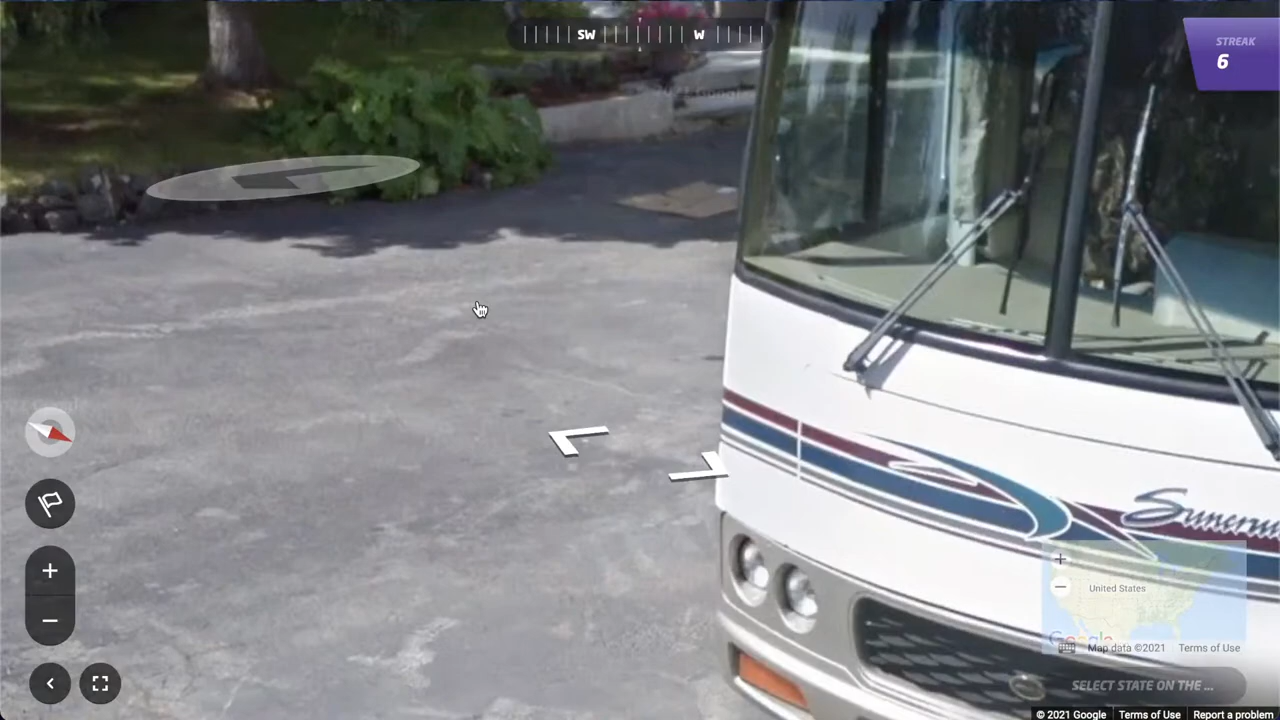 SW
W
STREAK
6
United States
Google
Map data ©2021
Terms of Use
SELECT STATE ON THE ...
© 2021 Google
Terms of Use
Report a problem